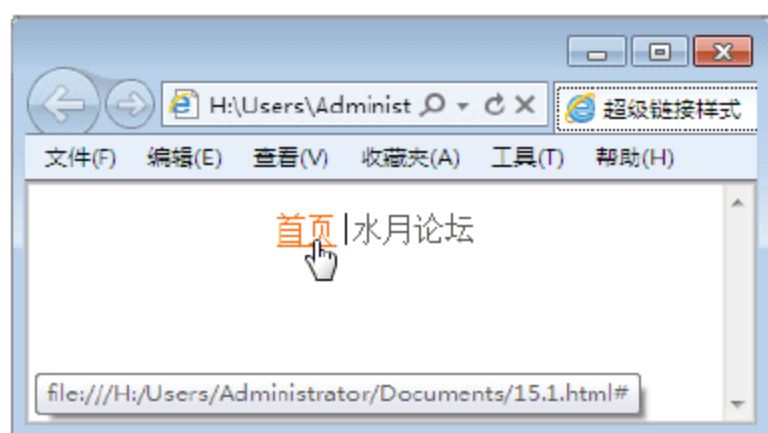 H:\Users\Administ
超级链接样式
文件(F) 编辑(E) 查看(V) 收藏夹(A) 工具(T) 帮助(H)
首页 |水月论坛
file:///H:/Users/Administrator/Documents/15.1.html#